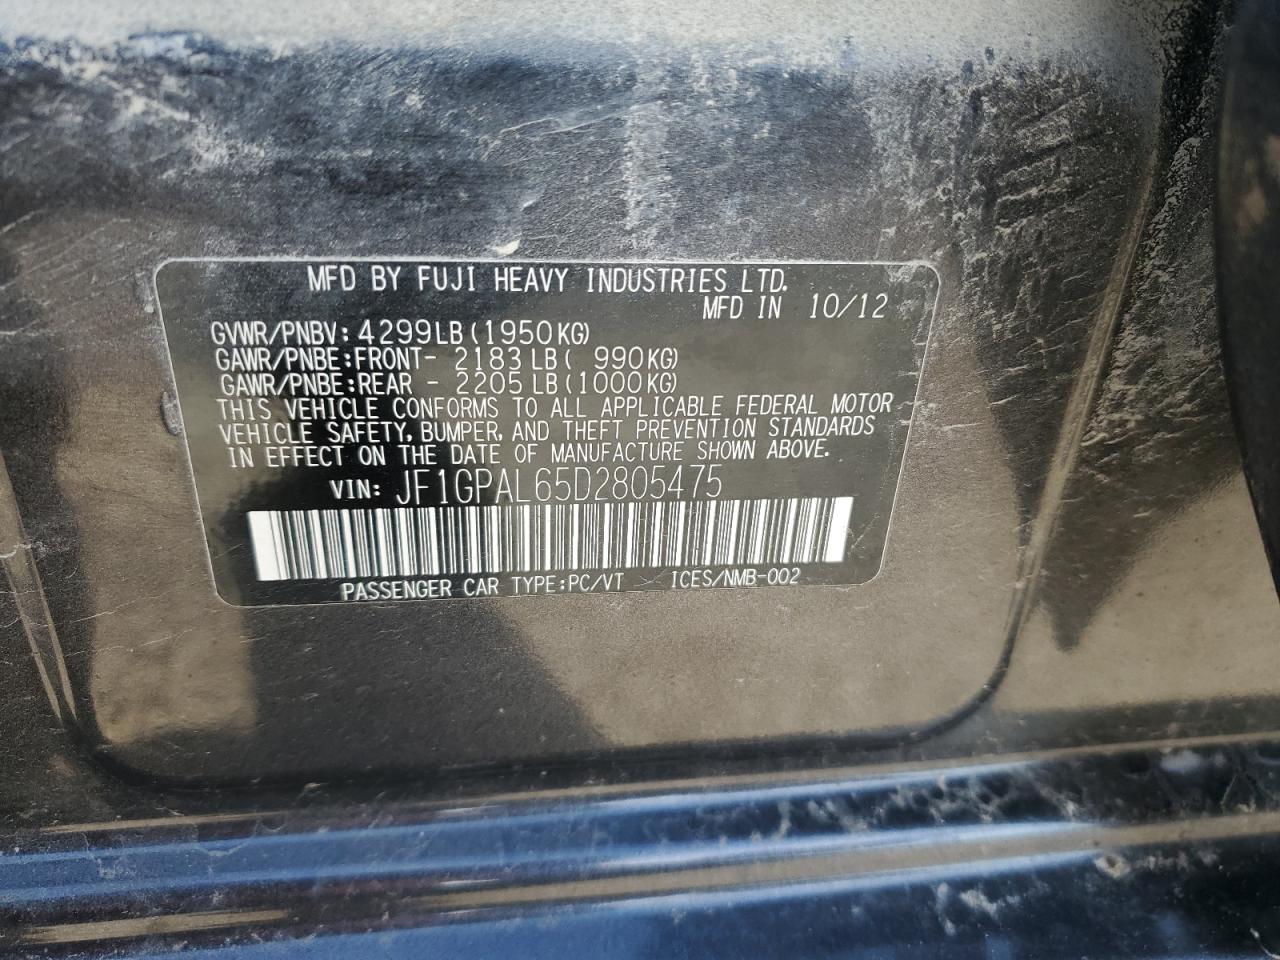 MFD BY FUJI HEAVY INDUSTRIES LTD.
MFD IN 10/12
GVWR/PNBV: 4299LB (1950KG)
GAWR/PNBE:FRONT- 2183 LB ( 990KG)
GAWR/PNBE:REAR - 2205 LB (1000KG)
THIS VEHICLE CONFORMS TO ALL APPLICABLE FEDERAL MOTOR
VEHICLE SAFETY, BUMPER, AND THEFT PREVENTION STANDARDS
IN EFFECT ON THE DATE OF MANUFACTURE SHOWN ABOVE.
VIN: JF1GPAL65D2805475
PASSENGER CAR TYPE:PC/VT ICES/NMB-002